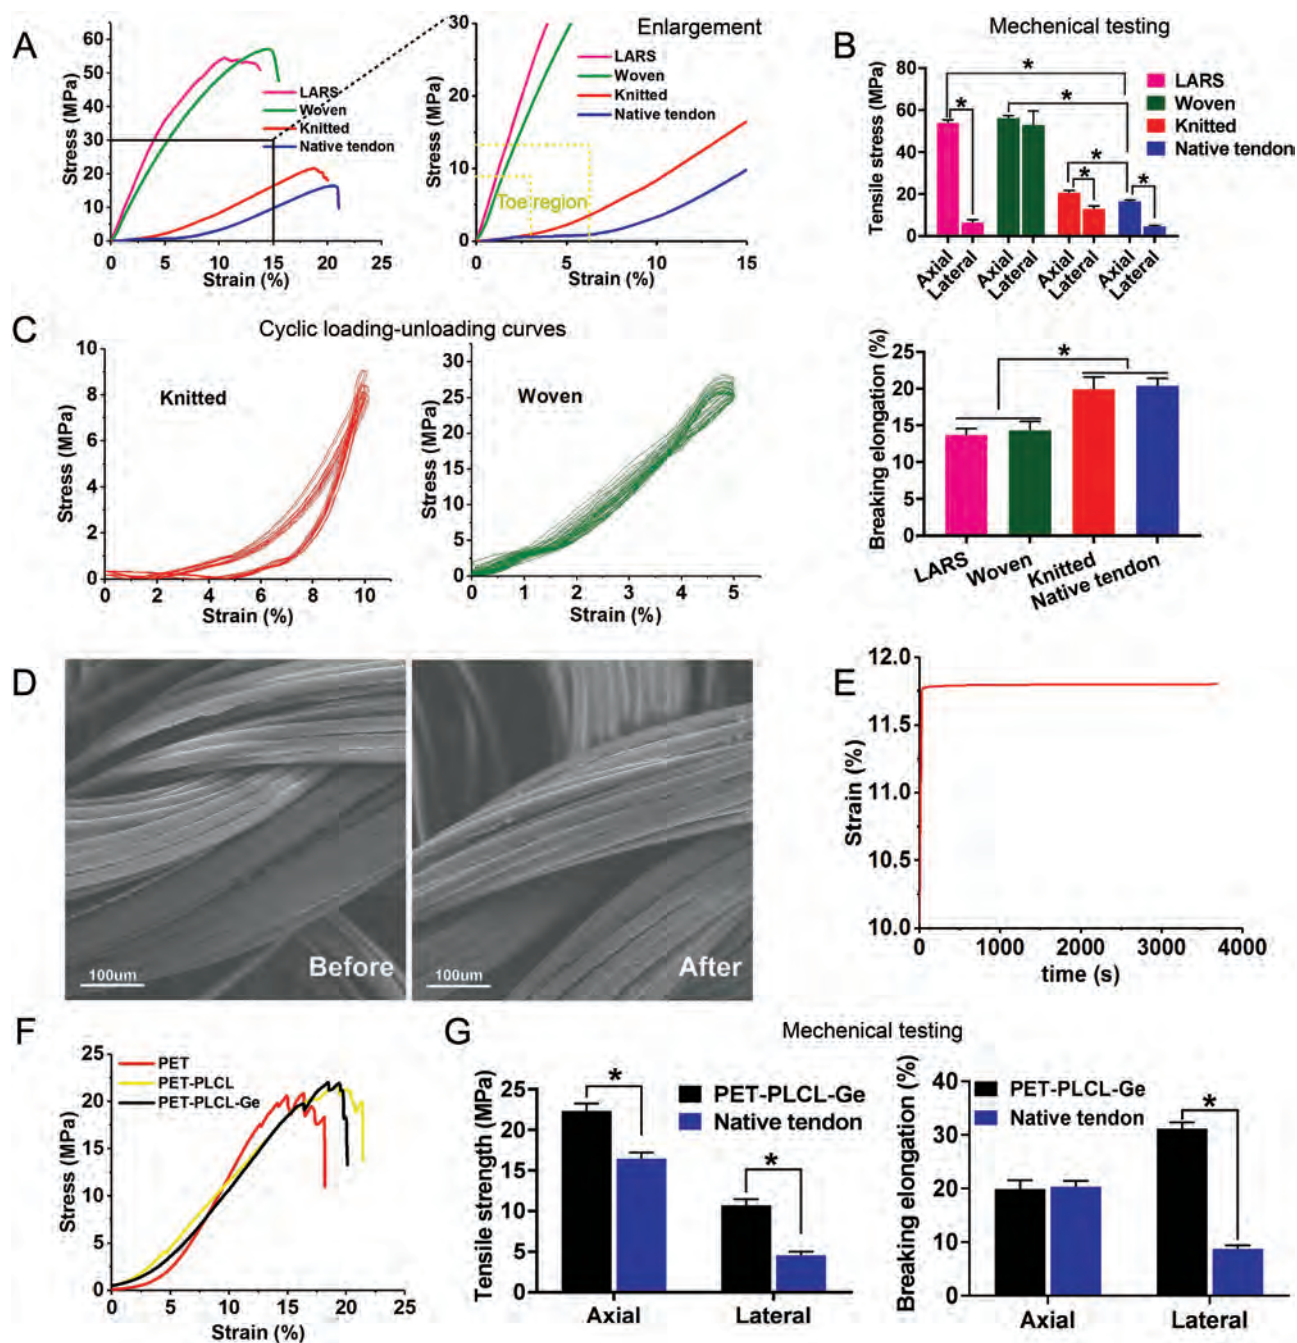 A
Stress (MPa)
60
50
40
30
20
10
0
0 5 10 15 20 25
Strain (%)
LARS
Woven
Knitted
Native tendon
Enlargement
Stress (MPa)
30
20
10
0
0 5 10 15
Strain (%)
LARS
Woven
Knitted
Native tendon
Toe region
B
Mechenical testing
Tensile stress (MPa)
80
60
40
20
0
* * * * * *
LARS
Woven
Knitted
Native tendon
Axial Lateral Axial Lateral Axial Lateral Axial Lateral
Breaking elongation (%)
25
20
15
10
5
0
*
LARS Woven Knitted Native tendon
C
Cyclic loading-unloading curves
Knitted
Stress (MPa)
10
8
6
4
2
0
0 2 4 6 8 10
Strain (%)
Woven
Stress (MPa)
30
25
20
15
10
5
0
0 1 2 3 4 5
Strain (%)
D
100um
Before
100um
After
E
Strain (%)
12.0
11.5
11.0
10.5
10.0
0 1000 2000 3000 4000
time (s)
F
Stress (MPa)
25
20
15
10
5
0
0 5 10 15 20 25
Strain (%)
PET
PET-PLCL
PET-PLCL-Ge
G
Mechenical testing
Tensile strength (MPa)
25
20
15
10
5
0
* *
PET-PLCL-Ge
Native tendon
Axial Lateral
Breaking elongation (%)
40
30
20
10
0
*
PET-PLCL-Ge
Native tendon
Axial Lateral